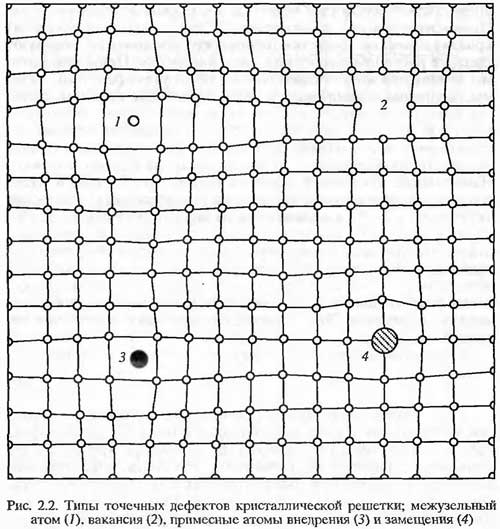 1
2
3
4
Рис. 2.2. Типы точечных дефектов кристаллической решетки; межузельный
атом (1), вакансия (2), примесные атомы внедрения (3) и замещения (4)